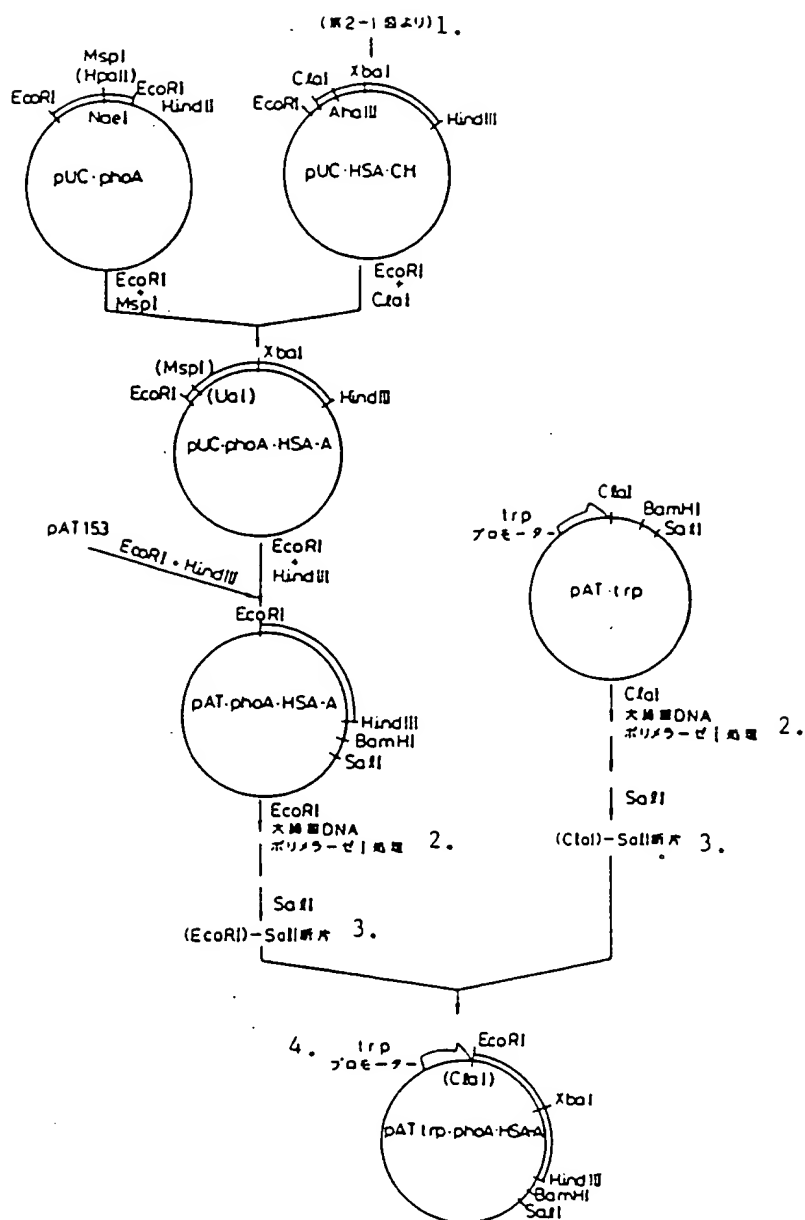 (第2-1図より) 1.
MspI
(HpaII)
EcoRI
EcoRI
HindIII
NaeI
pUC·phoA
XbaI
ClaI
EcoRI
AhaIII
HindIII
pUC·HSA·CH
EcoRI
+
MspI
EcoRI
+
ClaI
XbaI
(MspI)
EcoRI
(UaI)
HindIII
pUC·phoA·HSA-A
pAT153
EcoRI + HindIII
EcoRI
+
HindIII
EcoRI
pAT·phoA·HSA-A
HindIII
BamHI
SalI
ClaI
trp
プロモーター
BamHI
SalI
pAT·trp
ClaI
大腸菌DNA
ポリメラーゼI処理 2.
SalI
(ClaI)-SalI断片 3.
EcoRI
大腸菌DNA
ポリメラーゼI処理 2.
SalI
(EcoRI)-SalI断片 3.
4. trp
プロモーター
EcoRI
(ClaI)
XbaI
pATtrp·phoA·HSA-A
HindIII
BamHI
SalI